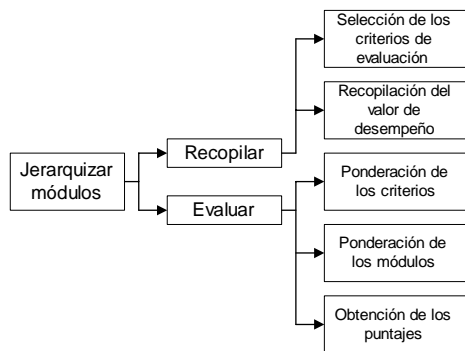 Selección de los
criterios de
evaluación
Recopilación del
valor de
desempeño
Recopilar
Jerarquizar
módulos
Evaluar
Ponderación de
los criterios
Ponderación de
los módulos
Obtención de los
puntajes